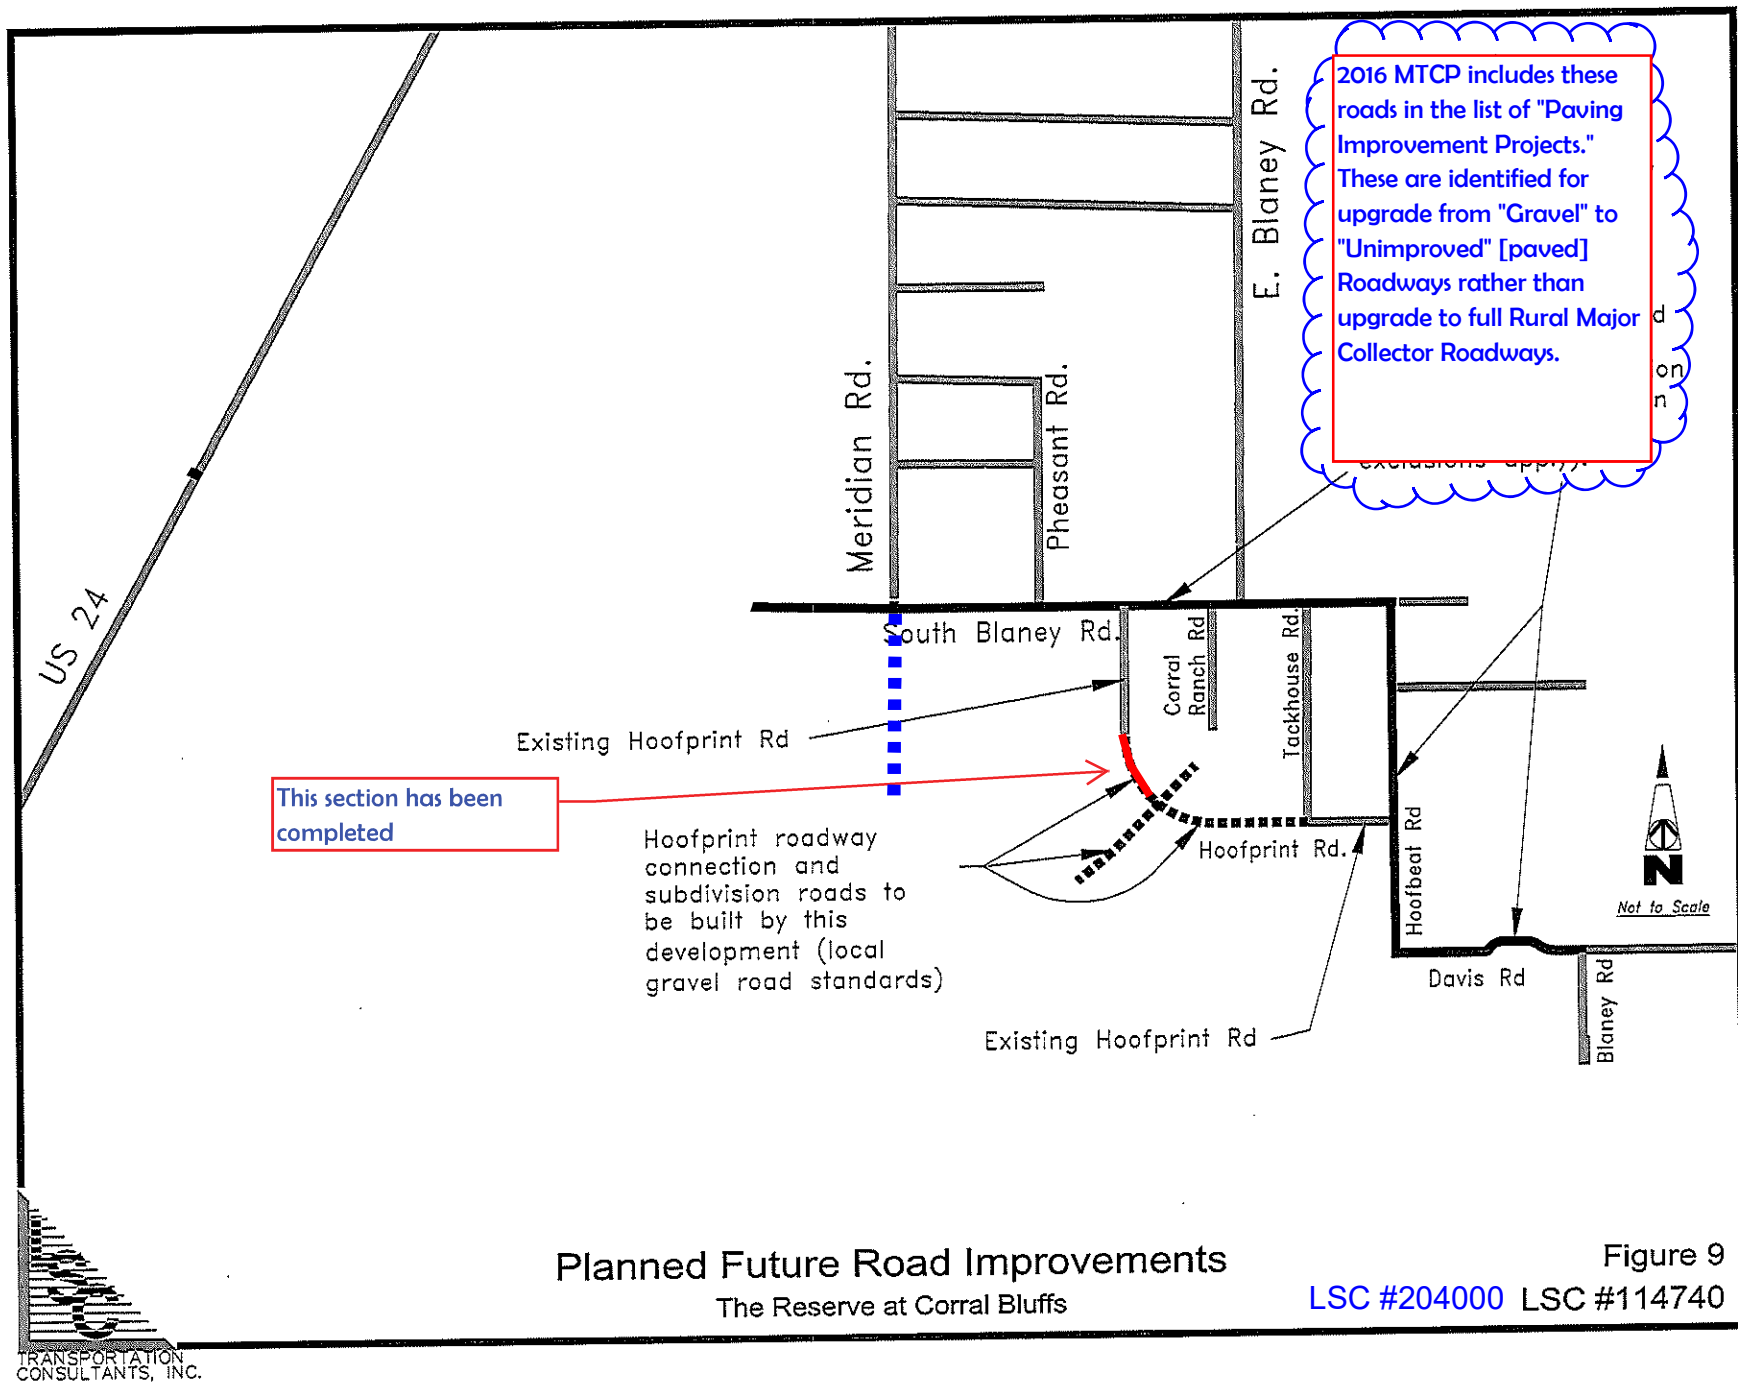 2016 MTCP includes these
roads in the list of "Paving
Improvement Projects."
These are identified for
upgrade from "Gravel" to
"Unimproved" [paved]
Roadways rather than
upgrade to full Rural Major
Collector Roadways.
d
on
n
E. Blaney Rd.
Meridian Rd.
Pheasant Rd.
US 24
South Blaney Rd.
Corral
Ranch Rd
Tackhouse Rd.
Existing Hoofprint Rd
This section has been
completed
Hoofprint roadway
connection and
subdivision roads to
be built by this
development (local
gravel road standards)
Hoofprint Rd.
Hoofbeat Rd
N
Not to Scale
Davis Rd
Blaney Rd
Existing Hoofprint Rd
Planned Future Road Improvements
The Reserve at Corral Bluffs
Figure 9
LSC #204000 LSC #114740
LSC
TRANSPORTATION
CONSULTANTS, INC.